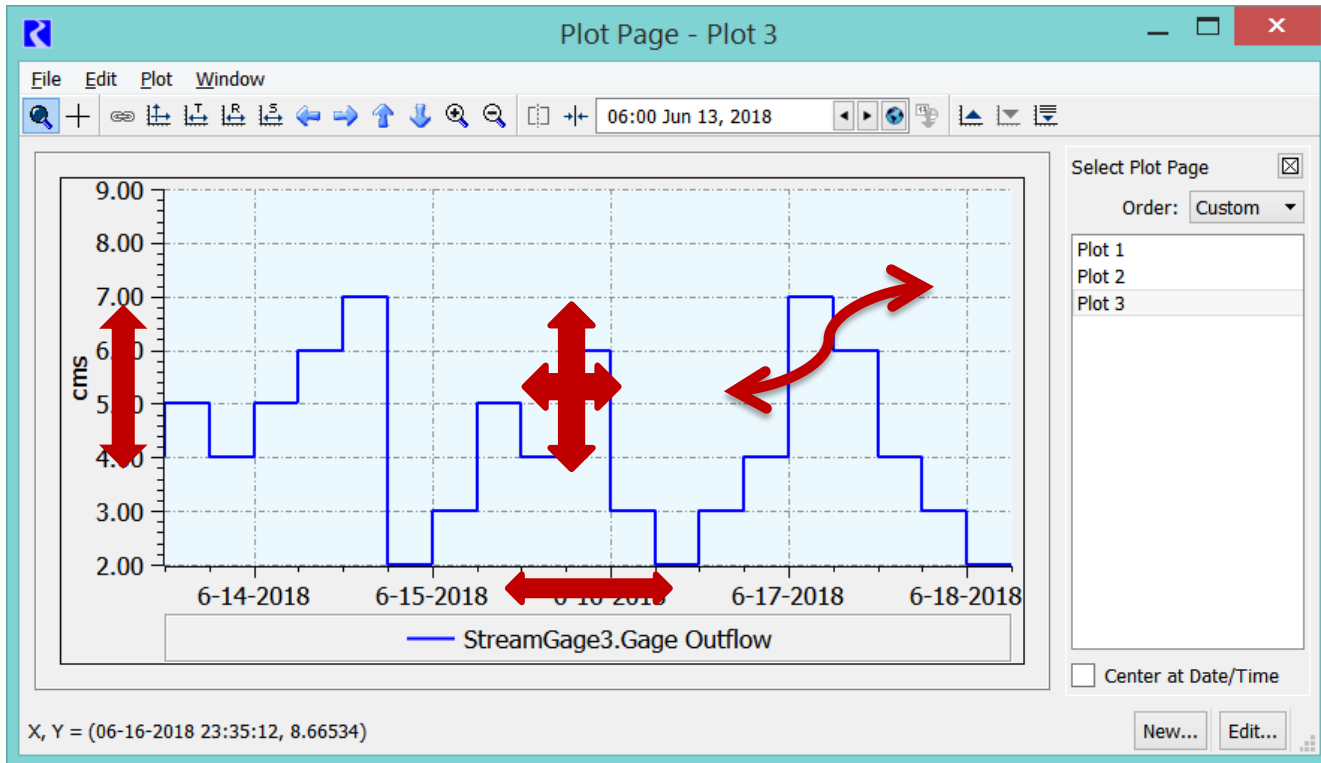 Plot Page - Plot 3
File Edit Plot Window
T R S
06:00 Jun 13, 2018
13
Select Plot Page
Order: Custom
Plot 1
Plot 2
Plot 3
9.00
8.00
7.00
3.00
2.00
cms
6-14-2018 6-15-2018 6-17-2018 6-18-2018
StreamGage3.Gage Outflow
Center at Date/Time
X, Y = (06-16-2018 23:35:12, 8.66534)
New... Edit...